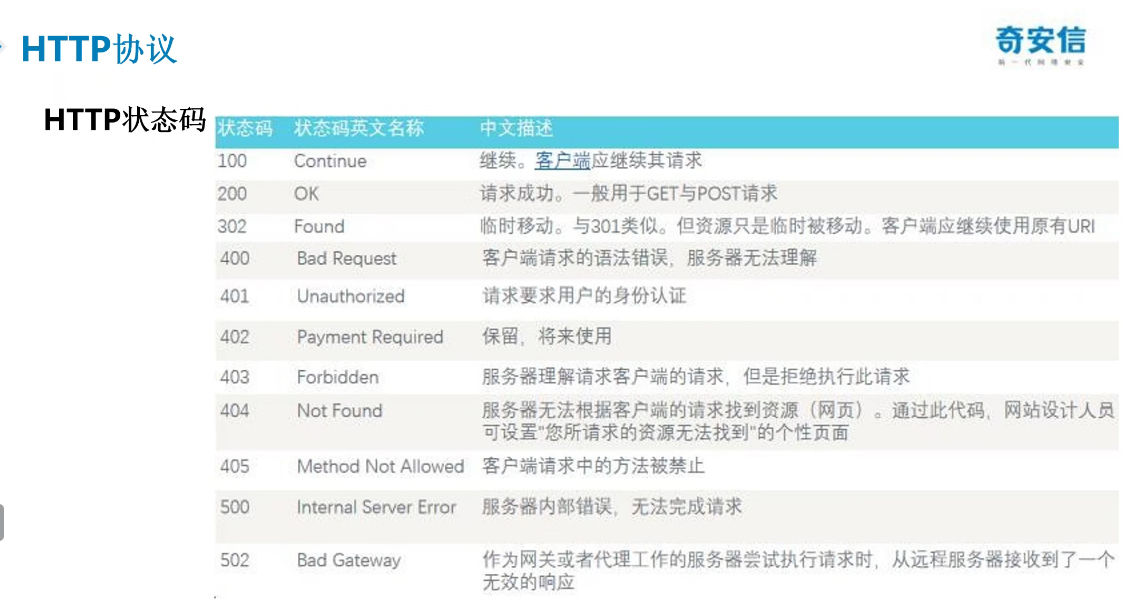 HTTP协议
奇安信
新一代网络安全
HTTP状态码
状态码 状态码英文名称 中文描述
100 Continue 继续。客户端应继续其请求
200 OK 请求成功。一般用于GET与POST请求
302 Found 临时移动。与301类似。但资源只是临时被移动。客户端应继续使用原有URI
400 Bad Request 客户端请求的语法错误，服务器无法理解
401 Unauthorized 请求要求用户的身份认证
402 Payment Required 保留，将来使用
403 Forbidden 服务器理解请求客户端的请求，但是拒绝执行此请求
404 Not Found 服务器无法根据客户端的请求找到资源（网页）。通过此代码，网站设计人员
可设置"您所请求的资源无法找到"的个性页面
405 Method Not Allowed 客户端请求中的方法被禁止
500 Internal Server Error 服务器内部错误，无法完成请求
502 Bad Gateway 作为网关或者代理工作的服务器尝试执行请求时，从远程服务器接收到了一个
无效的响应